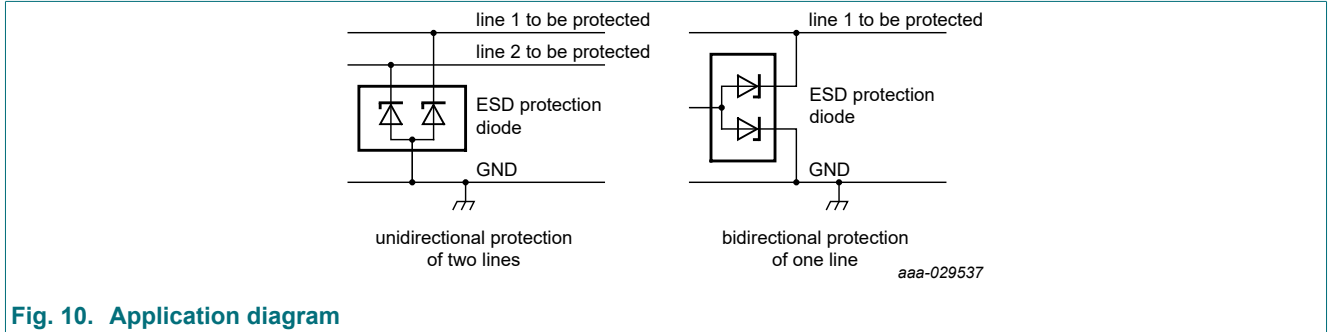 line 1 to be protected
line 2 to be protected
ESD protection
diode
GND
unidirectional protection
of two lines
line 1 to be protected
ESD protection
diode
GND
bidirectional protection
of one line
aaa-029537
Fig. 10. Application diagram